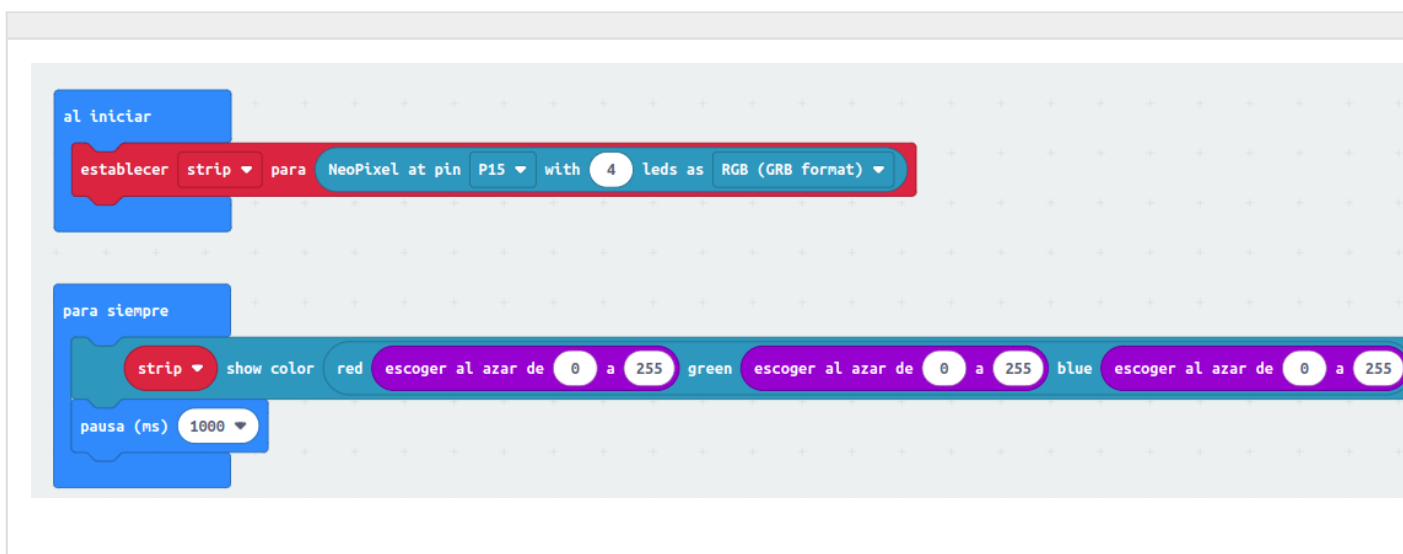 al iniciar
establecer strip para NeoPixel at pin P15 with 4 leds as RGB (GRB format)
para siempre
strip show color red escoger al azar de 0 a 255 green escoger al azar de 0 a 255 blue escoger al azar de 0 a 255
pausa (ms) 1000